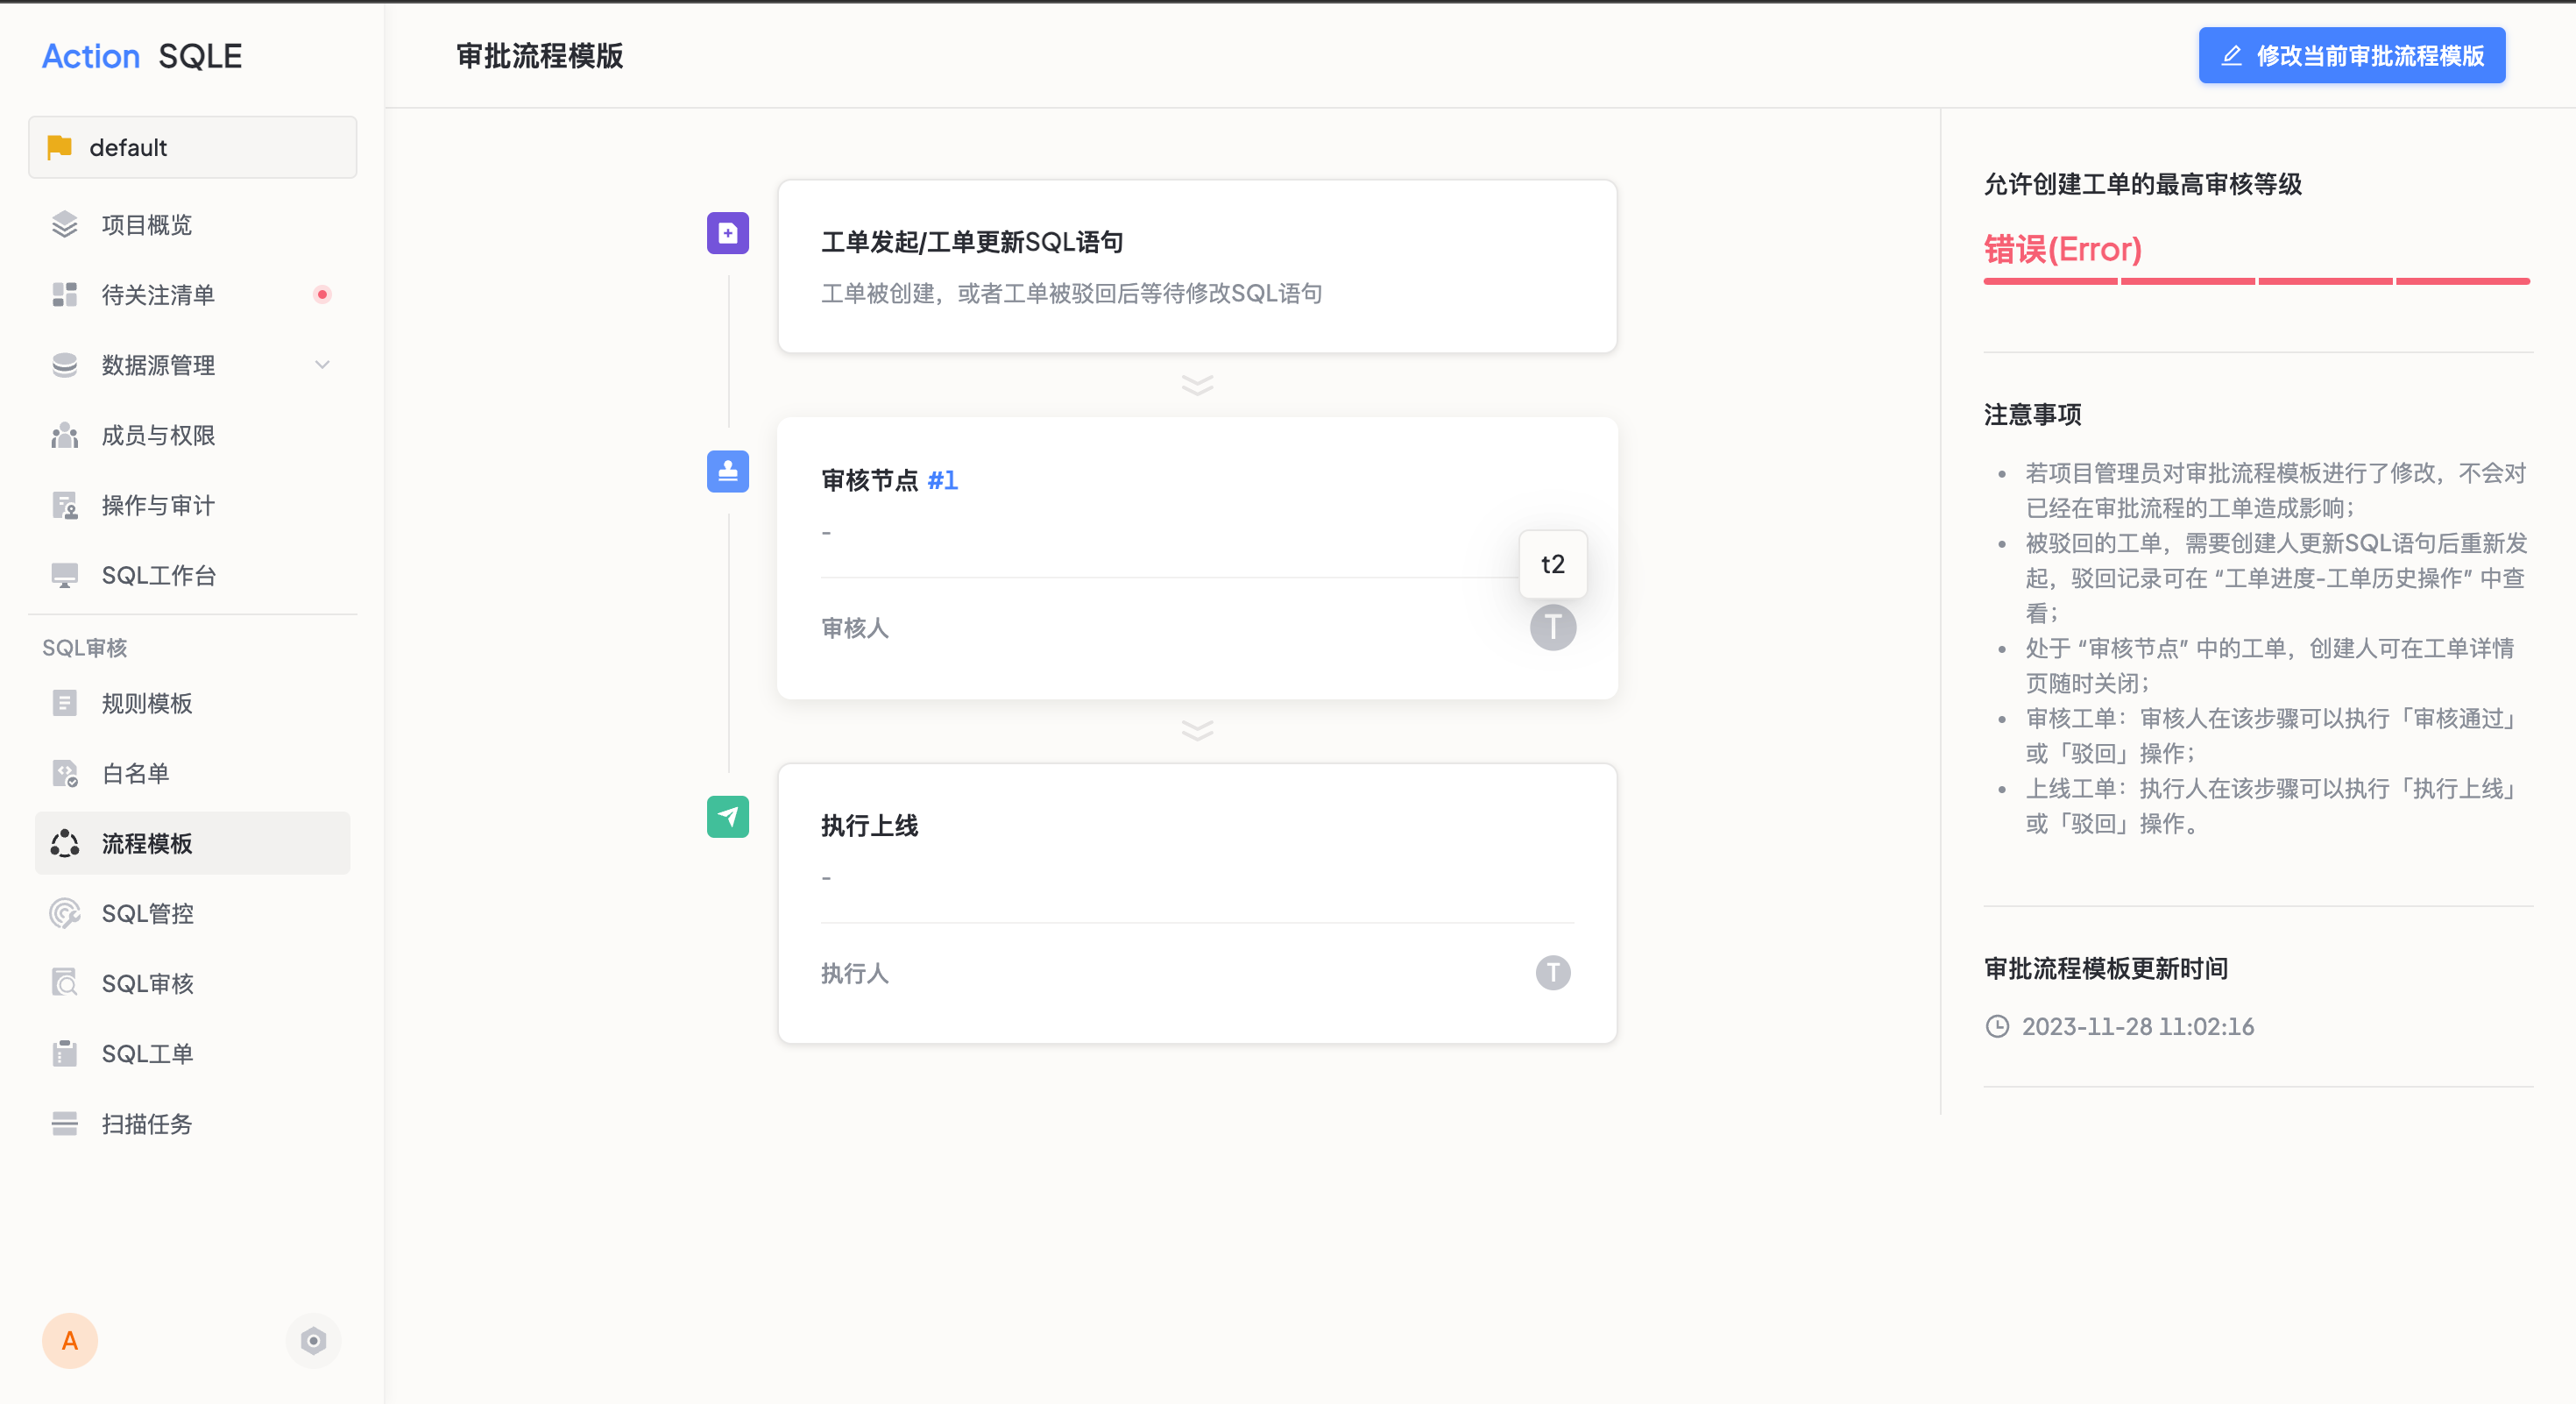 Action SQLE
default
项目概览
待关注清单
数据源管理
成员与权限
操作与审计
SQL工作台
SQL审核
规则模板
白名单
流程模板
SQL管控
SQL审核
SQL工单
扫描任务
A
审批流程模版
修改当前审批流程模版
工单发起/工单更新SQL语句
工单被创建，或者工单被驳回后等待修改SQL语句
审核节点 #1
-
t2
审核人
T
执行上线
-
执行人
T
允许创建工单的最高审核等级
错误(Error)
注意事项
若项目管理员对审批流程模板进行了修改，不会对
已经在审批流程的工单造成影响；
被驳回的工单，需要创建人更新SQL语句后重新发
起，驳回记录可在 “工单进度-工单历史操作” 中查
看；
处于 “审核节点” 中的工单，创建人可在工单详情
页随时关闭；
审核工单：审核人在该步骤可以执行「审核通过」
或「驳回」操作；
上线工单：执行人在该步骤可以执行「执行上线」
或「驳回」操作。
审批流程模板更新时间
2023-11-28 11:02:16